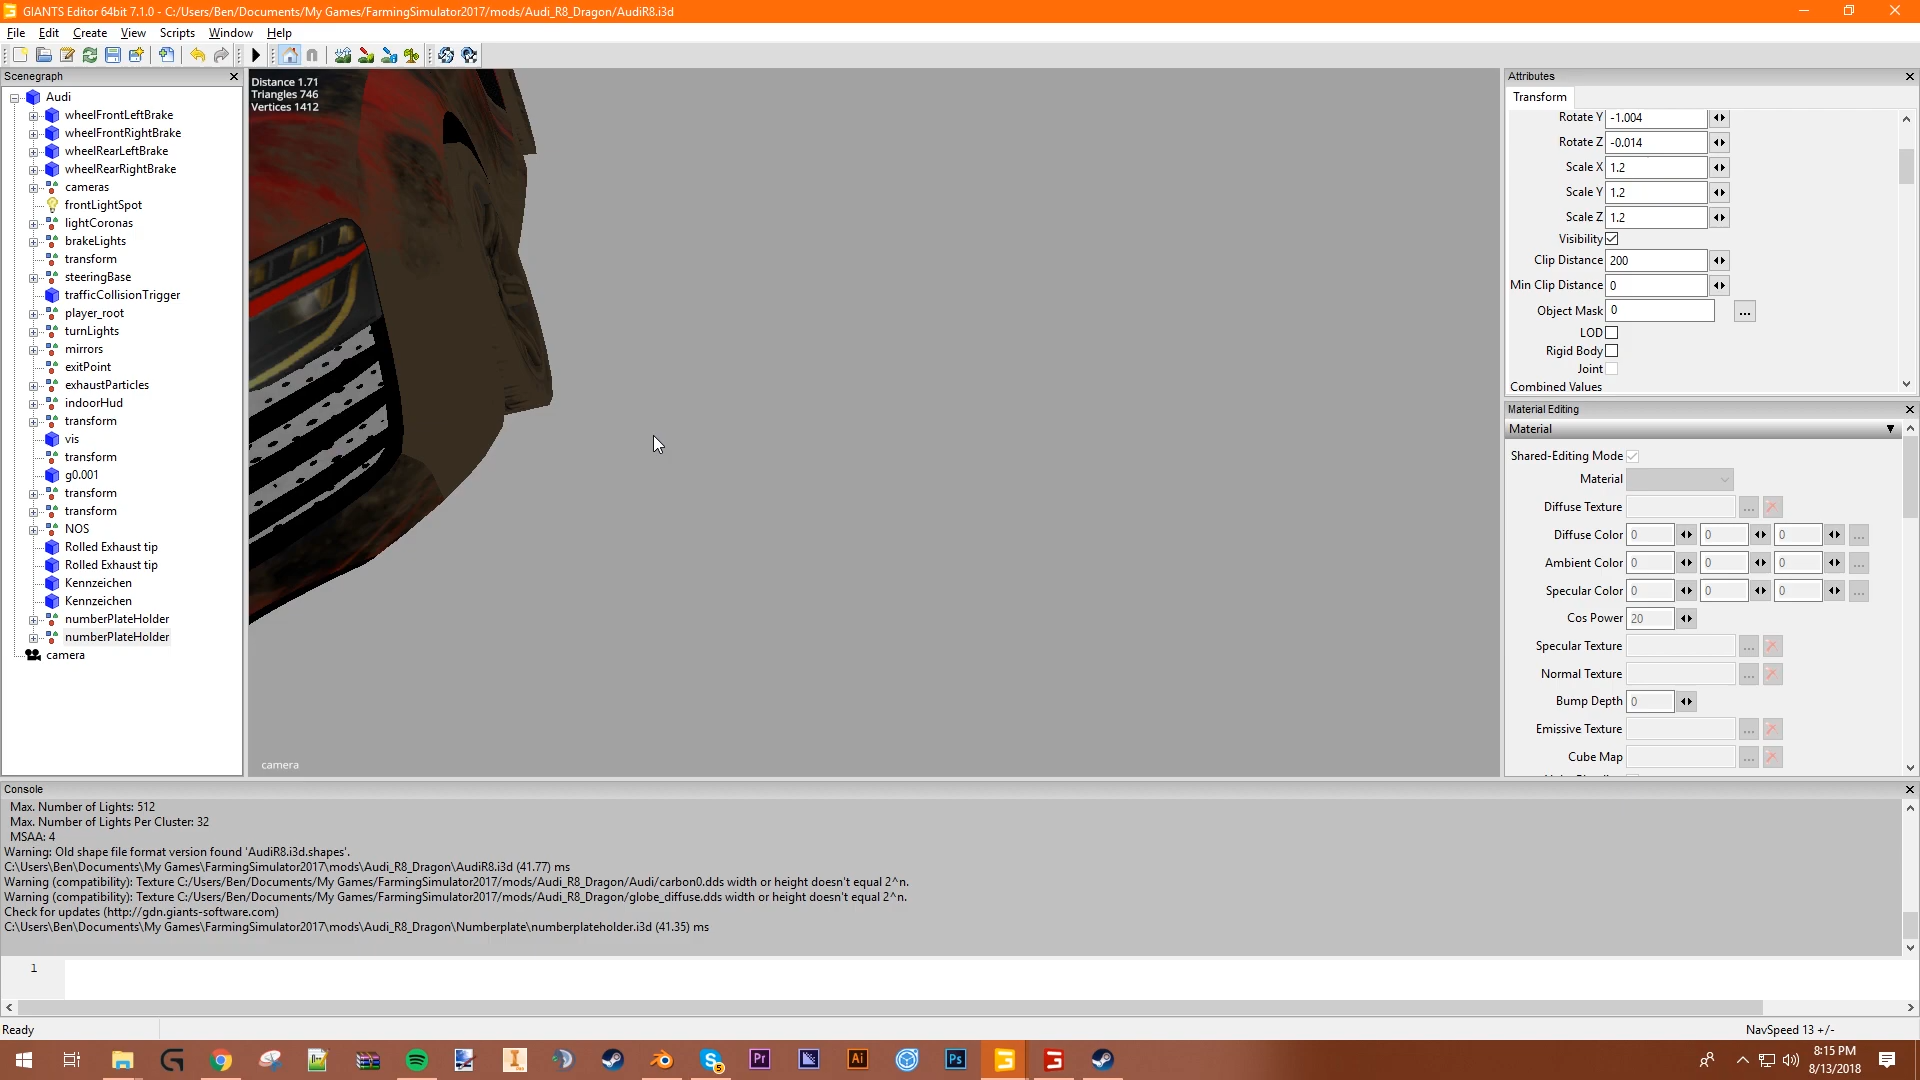 GIANTS Editor 64bit 7.1.0 - C:/Users/Ben/Documents/My Games/FarmingSimulator2017/mods/Audi_R8_Dragon/AudiR8.i3d
File Edit Create View Scripts Window Help
Scenegraph
Audi
wheelFrontLeftBrake
wheelFrontRightBrake
wheelRearLeftBrake
wheelRearRightBrake
cameras
frontLightSpot
lightCoronas
brakeLights
transform
steeringBase
trafficCollisionTrigger
player_root
turnLights
mirrors
exitPoint
exhaustParticles
indoorHud
transform
vis
transform
g0.001
transform
transform
NOS
Rolled Exhaust tip
Rolled Exhaust tip
Kennzeichen
Kennzeichen
numberPlateHolder
numberPlateHolder
camera
Distance 1.71
Triangles 746
Vertices 1412
camera
Attributes
Transform
Rotate Y -1.004
Rotate Z -0.014
Scale X 1.2
Scale Y 1.2
Scale Z 1.2
Visibility
Clip Distance 200
Min Clip Distance 0
Object Mask 0 ...
LOD
Rigid Body
Joint
Combined Values
Material Editing
Material
Shared-Editing Mode
Material
Diffuse Texture ...
Diffuse Color 0 0 0 ...
Ambient Color 0 0 0 ...
Specular Color 0 0 0 ...
Cos Power 20
Specular Texture ...
Normal Texture ...
Bump Depth 0
Emissive Texture ...
Cube Map ...
Console
Max. Number of Lights: 512
Max. Number of Lights Per Cluster: 32
MSAA: 4
Warning: Old shape file format version found 'AudiR8.i3d.shapes'.
C:\Users\Ben\Documents\My Games\FarmingSimulator2017\mods\Audi_R8_Dragon\AudiR8.i3d (41.77) ms
Warning (compatibility): Texture C:/Users/Ben/Documents/My Games/FarmingSimulator2017/mods/Audi_R8_Dragon/Audi/carbon0.dds width or height doesn't equal 2^n.
Warning (compatibility): Texture C:/Users/Ben/Documents/My Games/FarmingSimulator2017/mods/Audi_R8_Dragon/globe_diffuse.dds width or height doesn't equal 2^n.
Check for updates (http://gdn.giants-software.com)
C:\Users\Ben\Documents\My Games\FarmingSimulator2017\mods\Audi_R8_Dragon\Numberplate\numberplateholder.i3d (41.35) ms
1
Ready
NavSpeed 13 +/-
5
Pr
Ai
Ps
8:15 PM
8/13/2018